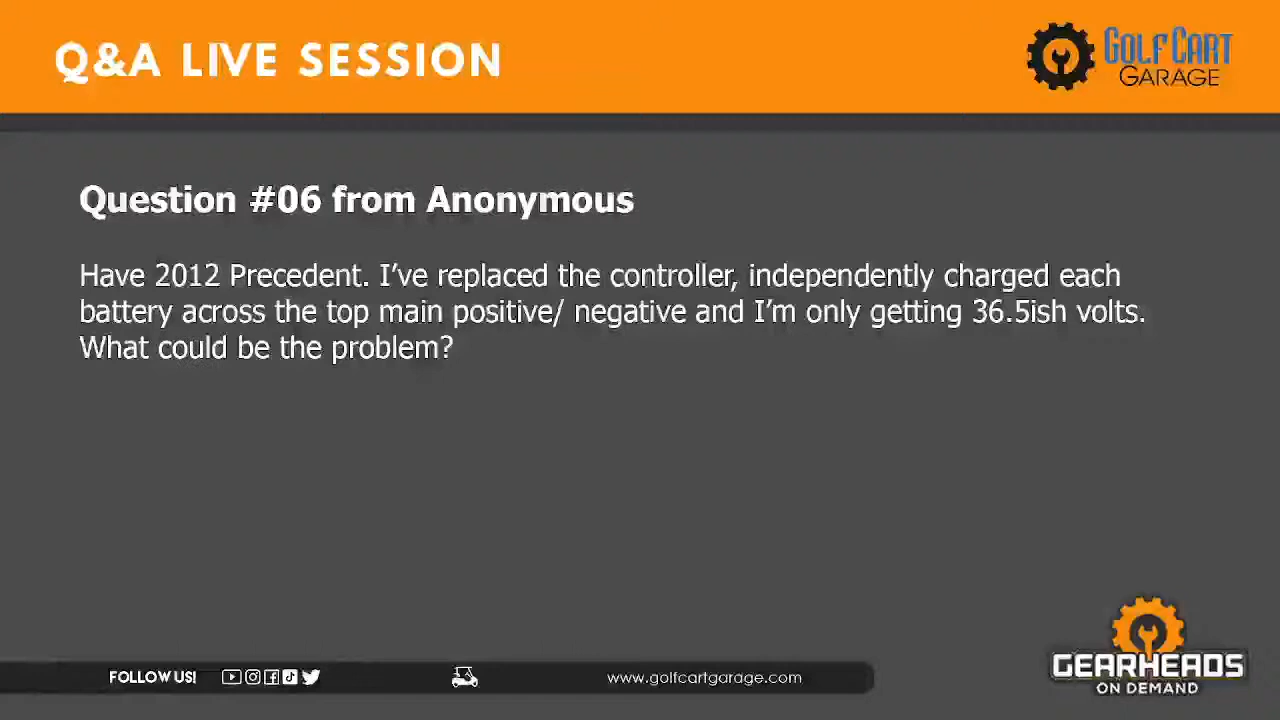 Q&A LIVE SESSION
GOLF CART
GARAGE
Question #06 from Anonymous
Have 2012 Precedent. I’ve replaced the controller, independently charged each
battery across the top main positive/ negative and I’m only getting 36.5ish volts.
What could be the problem?
FOLLOW US!
www.golfcartgarage.com
GEARHEADS
ON DEMAND